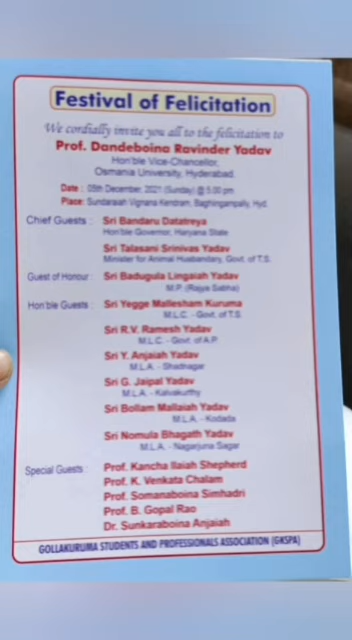 Festival of Felicitation
We cordially invite you all to the felicitation to
Prof. Dandeboina Ravinder Yadav
Hon'ble Vice-Chancellor,
Osmania University, Hyderabad.
Date : 05th December, 2021 (Sunday) @ 5.00 pm
Place: Sundaraiah Vignana Kendram, Baghlingampally, Hyd.
Chief Guests : Sri Bandaru Datatreya
Hon'ble Governor, Haryana State
Sri Talasani Srinivas Yadav
Minister for Animal Husbandary, Govt. of T.S.
Guest of Honour : Sri Badugula Lingaiah Yadav
M.P. (Rajya Sabha)
Hon'ble Guests : Sri Yegge Mallesham Kuruma
M.L.C. - Govt. of T.S.
Sri R.V. Ramesh Yadav
M.L.C. - Govt. of A.P.
Sri Y. Anjaiah Yadav
M.L.A. - Shadnagar
Sri G. Jaipal Yadav
M.L.A. - Kalvakurthy
Sri Bollam Mallaiah Yadav
M.L.A. - Kodada
Sri Nomula Bhagath Yadav
M.L.A. - Nagarjuna Sagar
Special Guests : Prof. Kancha Ilaiah Shepherd
Prof. K. Venkata Chalam
Prof. Somanaboina Simhadri
Prof. B. Gopal Rao
Dr. Sunkaraboina Anjaiah
GOLLAKURUMA STUDENTS AND PROFESSIONALS ASSOCIATION (GKSPA)